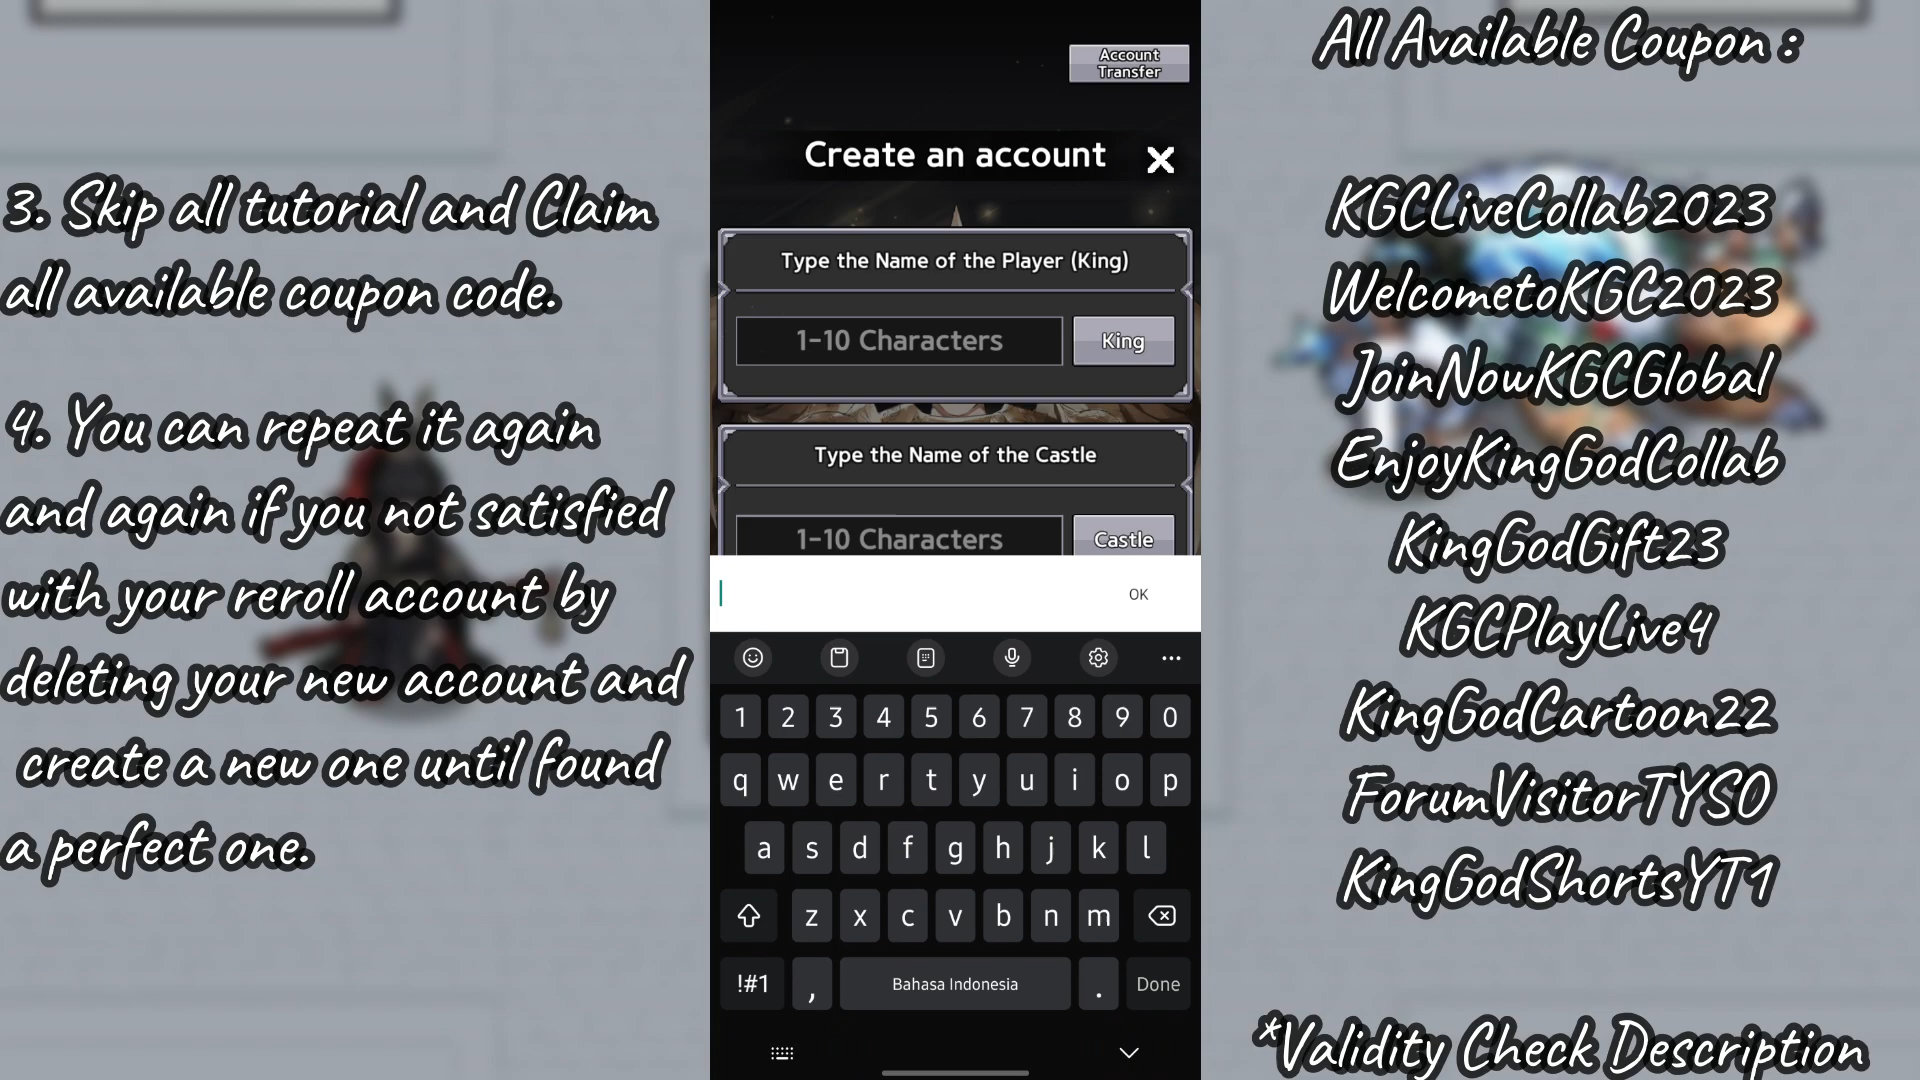 3. Skip all tutorial and Claim
all available coupon code.
4. You can repeat it again
and again if you not satisfied
with your reroll account by
deleting your new account and
create a new one until found
a perfect one.
Account
Transfer
Create an account
Type the Name of the Player (King)
1-10 Characters
King
Type the Name of the Castle
1-10 Characters
Castle
OK
1 2 3 4 5 6 7 8 9 0
q w e r t y u i o p
a s d f g h j k l
z x c v b n m
!#1 , Bahasa Indonesia . Done
All Available Coupon :
KGCLiveCollab2023
WelcometoKGC2023
JoinNowKGCGlobal
EnjoyKingGodCollab
KingGodGift23
KGCPlayLive4
KingGodCartoon22
ForumVisitorTYSO
KingGodShortsYT1
*Validity Check Description